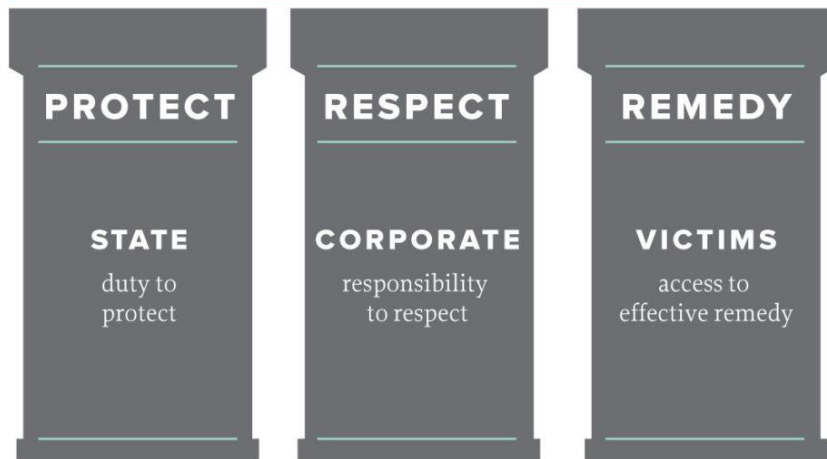 PROTECT
STATE
duty to
protect
RESPECT
CORPORATE
responsibility
to respect
REMEDY
VICTIMS
access to
effective remedy